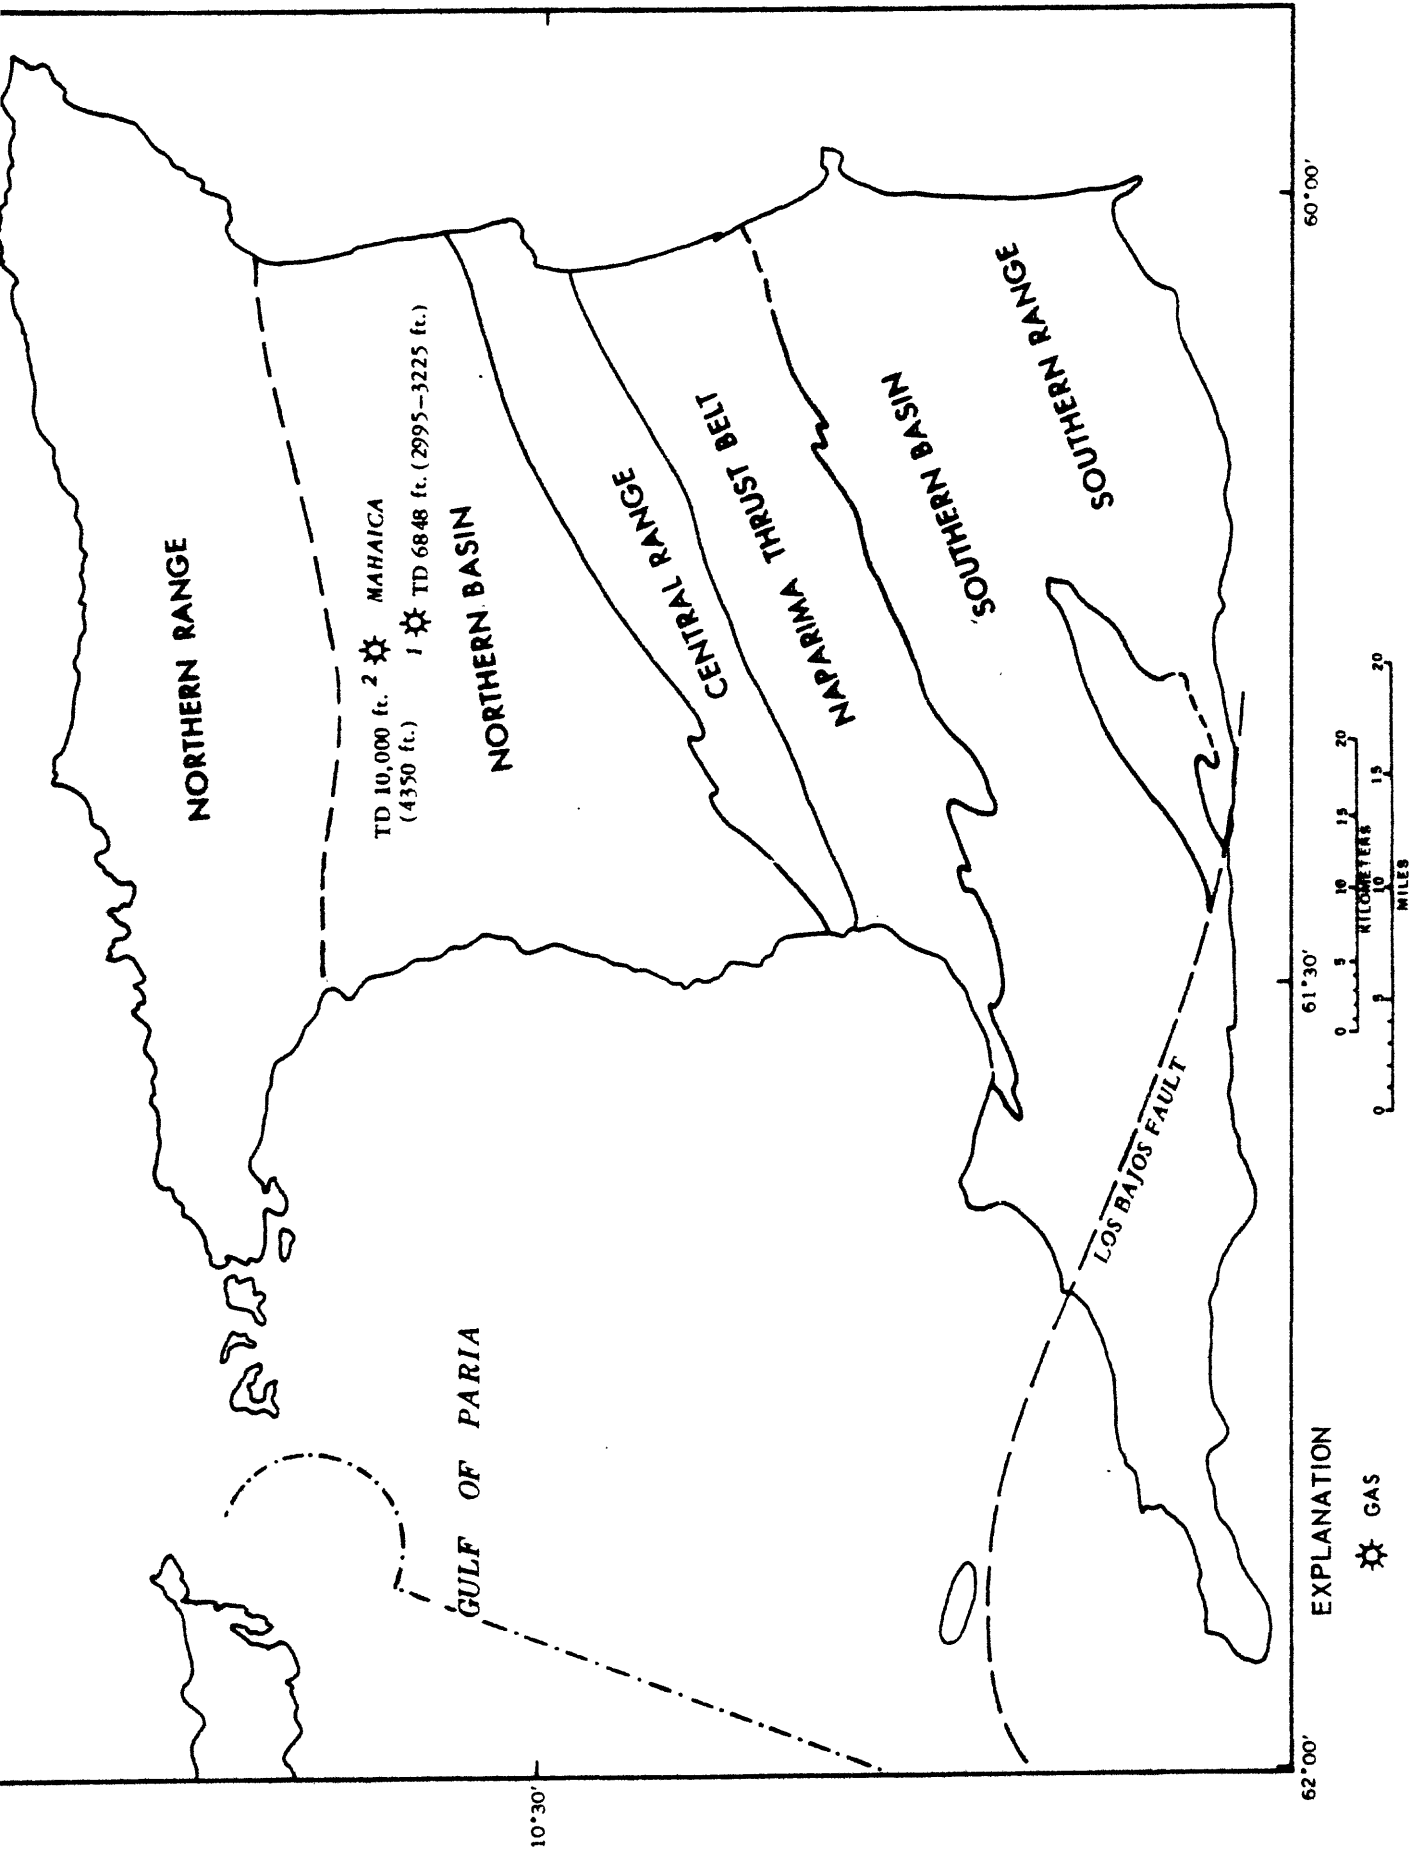 NORTHERN RANGE
TD 10,000 ft. 2
(4350 ft.)
MAHAICA
1 TD 6848 ft. (2995–3225 ft.)
NORTHERN BASIN
CENTRAL RANGE
NAPARIMA THRUST BELT
SOUTHERN BASIN
SOUTHERN RANGE
GULF OF PARIA
LOS BAJOS FAULT
10°30'
62°00'
61°30'
60°00'
EXPLANATION
GAS
0 5 10 15 20
KILOMETERS
0 5 10 15 20
MILES